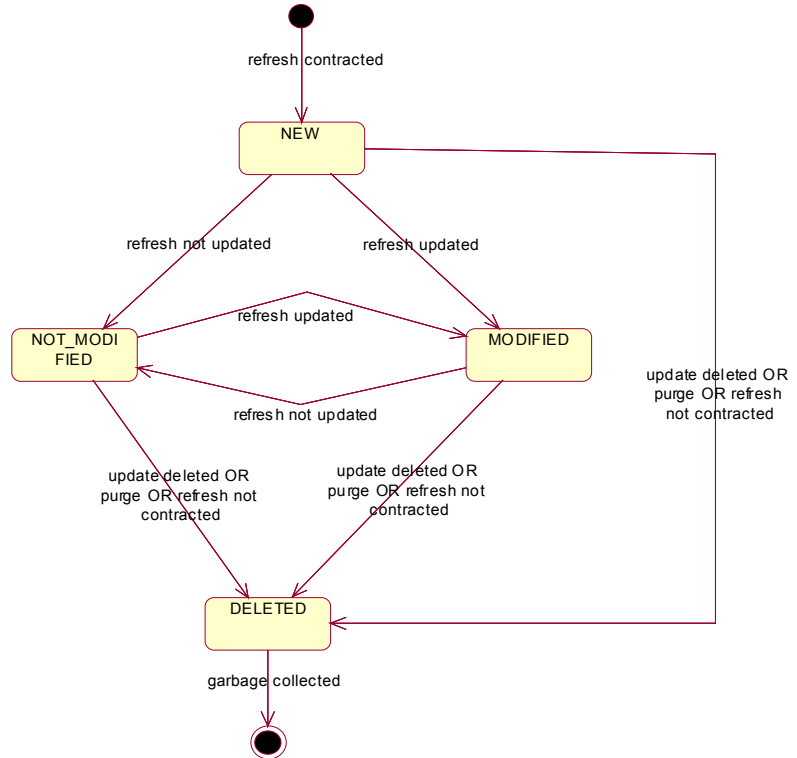 refresh contracted
NEW
refresh not updated
refresh updated
refresh updated
NOT_MODI
FIED
MODIFIED
refresh not updated
update deleted OR
purge OR refresh
not contracted
update deleted OR
purge OR refresh not
contracted
update deleted OR
purge OR refresh not
contracted
DELETED
garbage collected